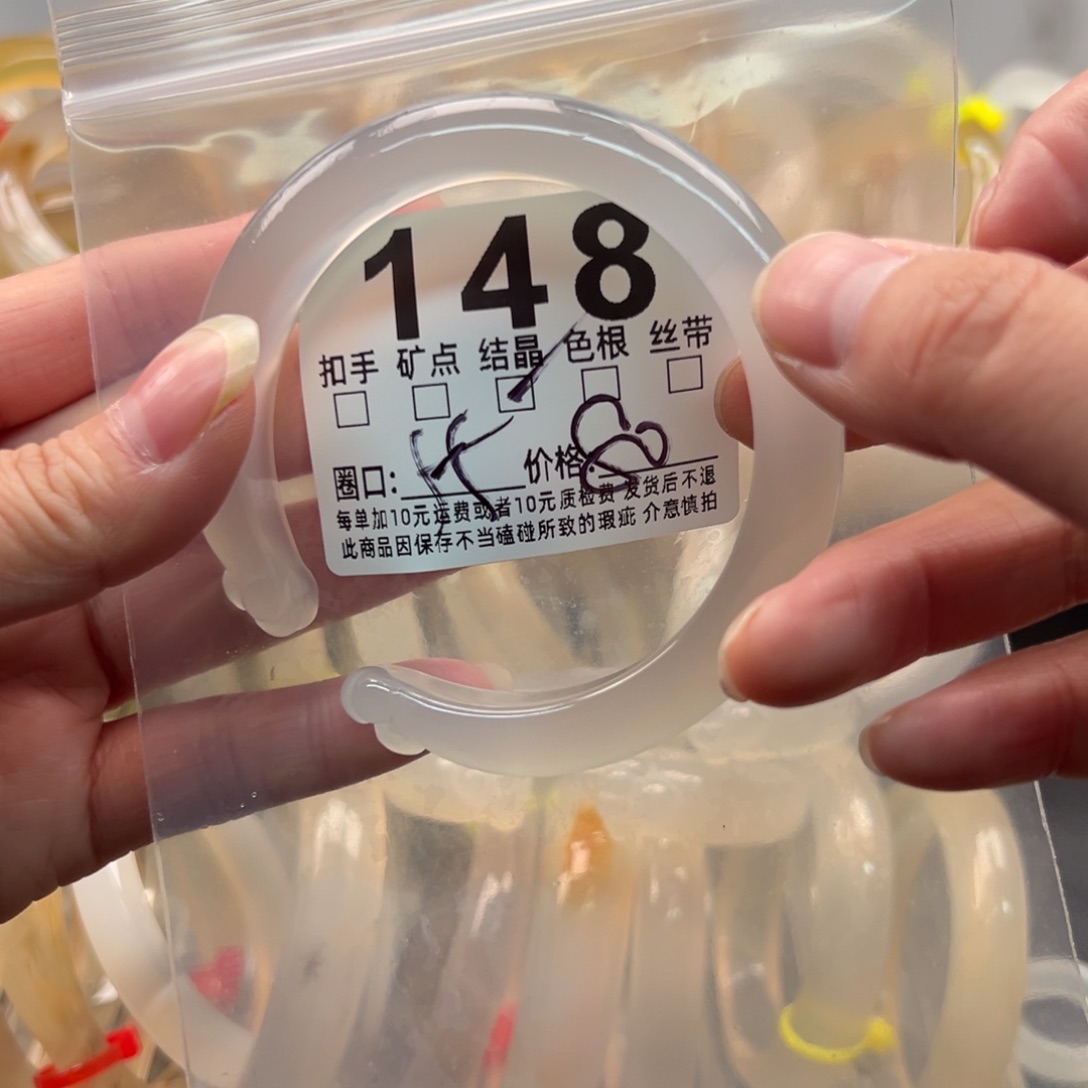 148
扣手 矿点 结晶 色根 丝带
圈口: 价格
每单加10元运费或者10元质检费 发货后不退
此商品因保存不当磕碰所致的瑕疵 介意慎拍